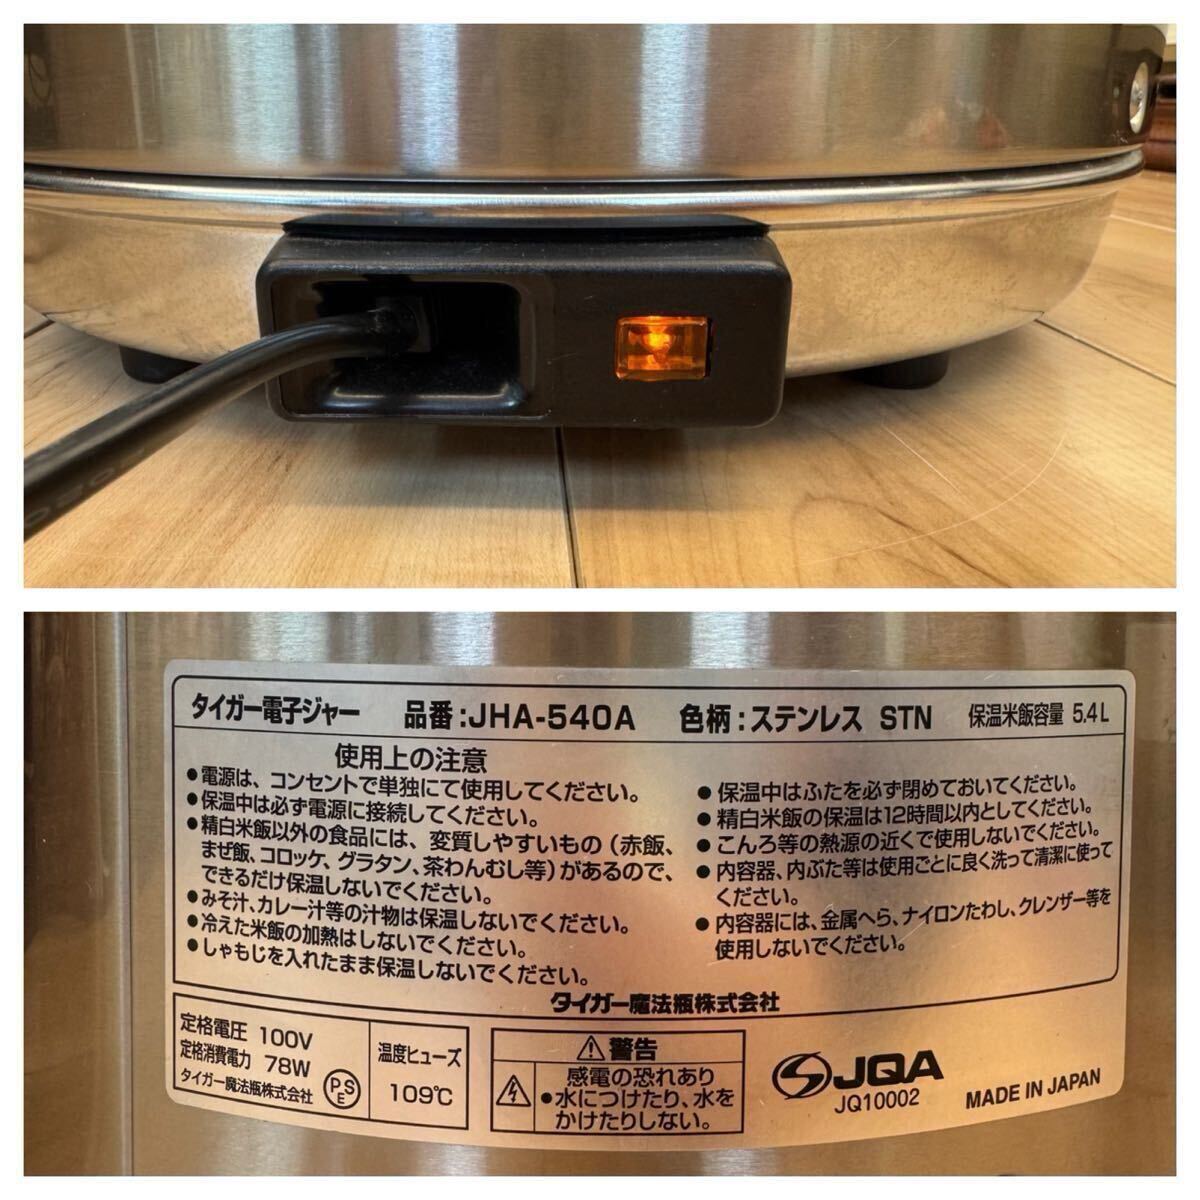 タイガー電子ジャー 品番:JHA-540A 色柄:ステンレス STN 保温米飯容量 5.4L
使用上の注意
●電源は、コンセントで単独にて使用してください。
●保温中は必ず電源に接続してください。
●精白米飯以外の食品には、変質しやすいもの(赤飯、
まぜ飯、コロッケ、グラタン、茶わんむし等)があるので、
できるだけ保温しないでください。
●みそ汁、カレー汁等の汁物は保温しないでください。
●冷えた米飯の加熱はしないでください。
●しゃもじを入れたまま保温しないでください。
●保温中はふたを必ず閉めておいてください。
●精白米飯の保温は12時間以内としてください。
●こんろ等の熱源の近くで使用しないでください。
●内容器、内ぶた等は使用ごとに良く洗って清潔に使って
ください。
●内容器には、金属へら、ナイロンたわし、クレンザー等を
使用しないでください。
タイガー魔法瓶株式会社
定格電圧 100V
定格消費電力 78W
タイガー魔法瓶株式会社
PSE
温度ヒューズ
109℃
⚠警告
感電の恐れあり
●水につけたり、水を
かけたりしない。
JQA
JQ10002
MADE IN JAPAN